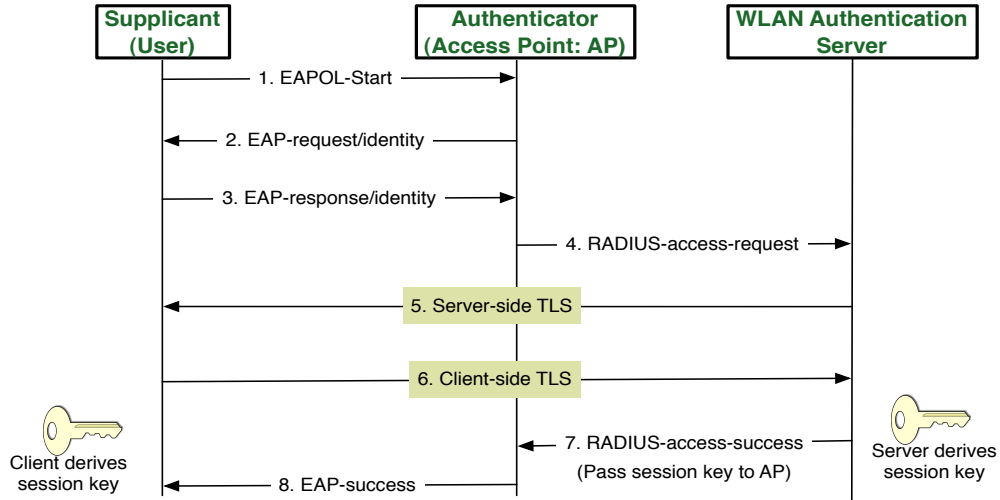 Supplicant
(User)
Authenticator
(Access Point: AP)
WLAN Authentication
Server
1. EAPOL-Start
2. EAP-request/identity
3. EAP-response/identity
4. RADIUS-access-request
5. Server-side TLS
6. Client-side TLS
7. RADIUS-access-success
(Pass session key to AP)
Client derives
session key
Server derives
session key
8. EAP-success